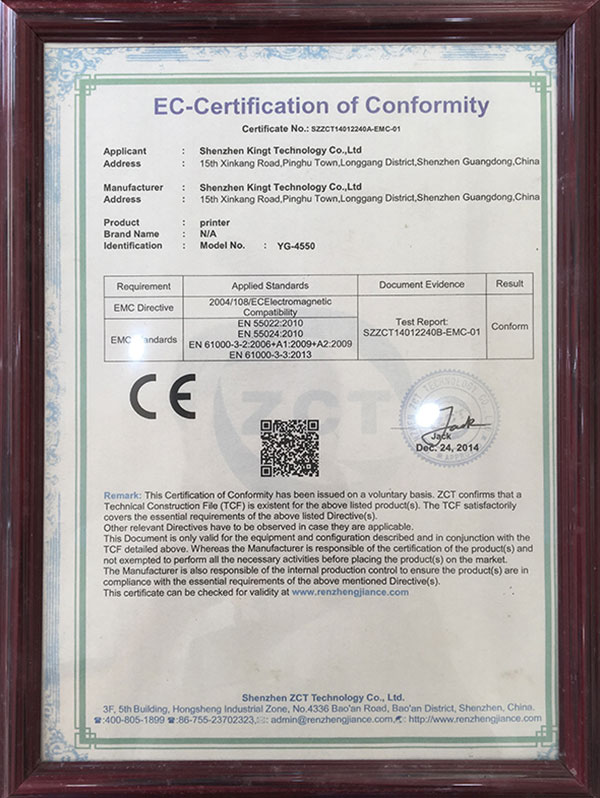 EC-Certification of Conformity
Certificate No.: SZZCT14012240A-EMC-01
Applicant : Shenzhen Kingt Technology Co.,Ltd
Address : 15th Xinkang Road,Pinghu Town,Longgang District,Shenzhen Guangdong,China
Manufacturer : Shenzhen Kingt Technology Co.,Ltd
Address : 15th Xinkang Road,Pinghu Town,Longgang District,Shenzhen Guangdong,China
Product : printer
Brand Name : N/A
Identification : Model No. : YG-4550
Requirement Applied Standards Document Evidence Result
EMC Directive 2004/108/ECElectromagnetic
Compatibility
EMC Standards EN 55022:2010
EN 55024:2010
EN 61000-3-2:2006+A1:2009+A2:2009
EN 61000-3-3:2013
Test Report:
SZZCT14012240B-EMC-01
Conform
CE
ZCT
Jack
Jack
Dec. 24, 2014
Remark: This Certification of Conformity has been issued on a voluntary basis. ZCT confirms that a
Technical Construction File (TCF) is existent for the above listed product(s). The TCF satisfactorily
covers the essential requirements of the above listed Directive(s).
Other relevant Directives have to be observed in case they are applicable.
This Document is only valid for the equipment and configuration described and in conjunction with the
TCF detailed above. Whereas the Manufacturer is responsible of the certification of the product(s) and
not exempted to perform all the necessary activities before placing the product(s) on the market.
The Manufacturer is also responsible of the internal production control to ensure the product(s) are in
compliance with the essential requirements of the above mentioned Directive(s).
This certificate can be checked for validity at www.renzhengjiance.com
Shenzhen ZCT Technology Co., Ltd.
3F, 5th Building, Hongsheng Industrial Zone, No.4336 Bao'an Road, Bao'an District, Shenzhen, China.
☎:400-805-1899 ☎:86-755-23702323, ✉: admin@renzhengjiance.com, : http://www.renzhengjiance.com